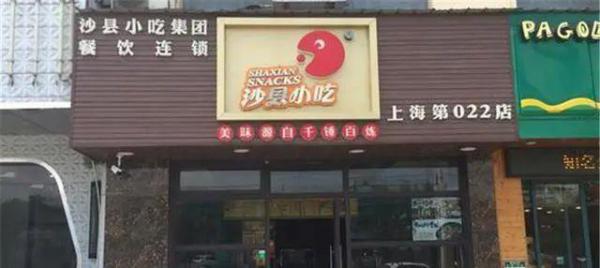 沙县小吃集团
餐饮连锁
SHAXIAN
SNACKS
沙县小吃
上海第022店
美味源自千锤百炼
PAGOD